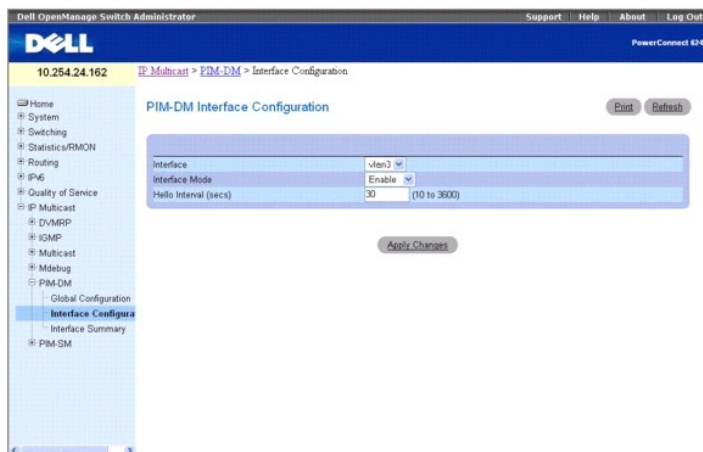 Dell OpenManage Switch Administrator
Support Help About Log Out
DELL
PowerConnect 624
10.254.24.162
IP Multicast > PIM-DM > Interface Configuration
Home
System
Switching
Statistics/RMON
Routing
IPv6
Quality of Service
IP Multicast
DVMRP
IGMP
Multicast
Mdebug
PIM-DM
Global Configuration
Interface Configura
Interface Summary
PIM-SM
PIM-DM Interface Configuration
Print Refresh
Interface vlan3
Interface Mode Enable
Hello Interval (secs) 30 (10 to 3600)
Apply Changes